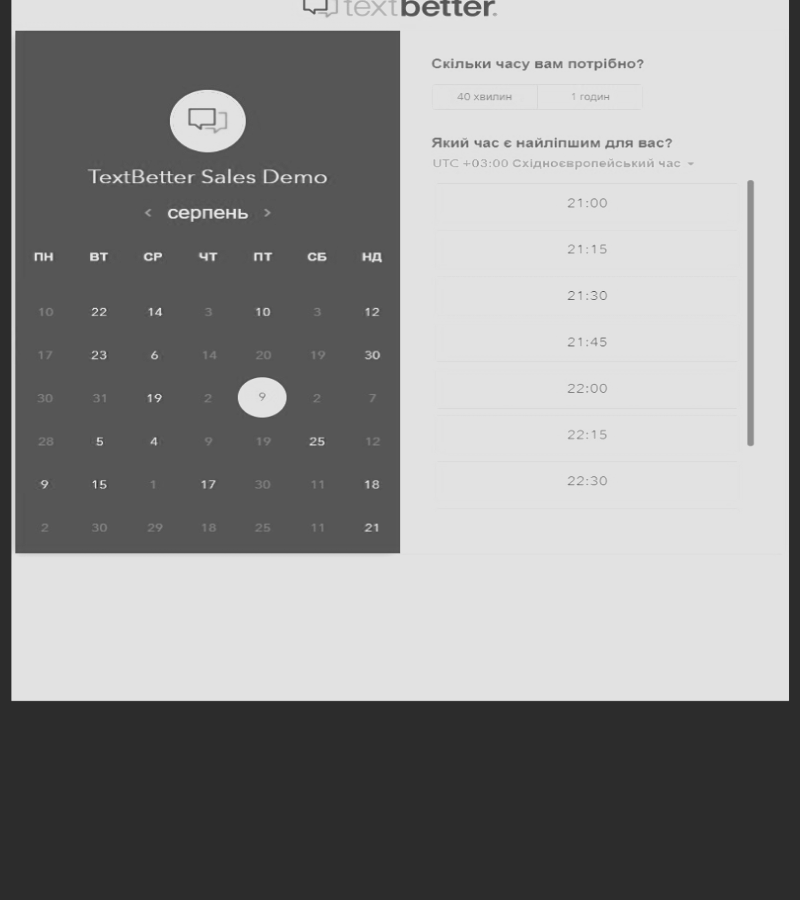 textbetter.
TextBetter Sales Demo
< серпень >
ПН ВТ СР ЧТ ПТ СБ НД
10 22 14 3 10 3 12
17 23 6 14 20 19 30
30 31 19 2 9 2 7
28 5 4 9 19 25 12
9 15 1 17 30 11 18
2 30 29 18 25 11 21
Скільки часу вам потрібно?
40 хвилин 1 годин
Який час є найліпшим для вас?
UTC +03:00 Східноєвропейський час
21:00
21:15
21:30
21:45
22:00
22:15
22:30